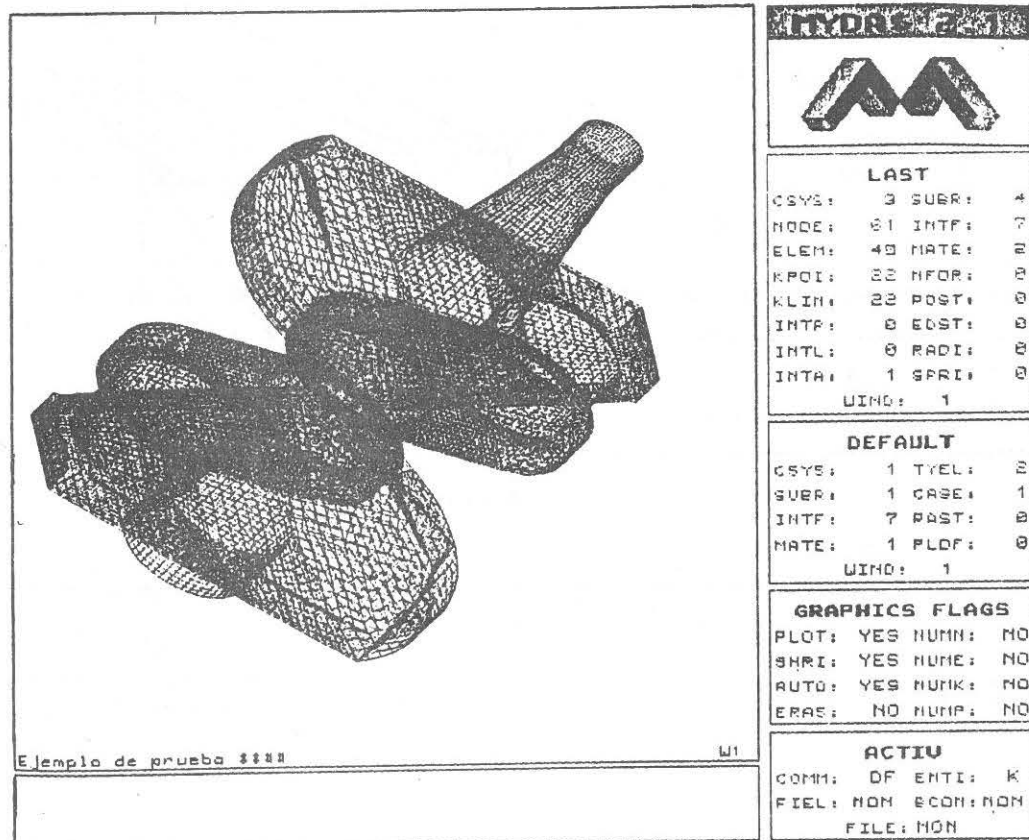 MYDAS 2.1
LAST
CSYS: 3 SUBR: 4
NODE: 61 INTF: 7
ELEM: 49 MATE: 2
KPOI: 22 NFOR: 0
KLIN: 22 POST: 0
INTP: 0 EDST: 0
INTL: 0 RADI: 0
INTA: 1 SPRI: 0
WIND: 1
DEFAULT
CSYS: 1 TYEL: 2
SUBR: 1 CASE: 1
INTF: 7 PAST: 0
MATE: 1 PLDF: 0
WIND: 1
GRAPHICS FLAGS
PLOT: YES NUMN: NO
SHRI: YES NUME: NO
AUTO: YES NUMK: NO
ERAS: NO NUMP: NO
ACTIV
COMM: DF ENTI: K
FIEL: NON ECON: NON
FILE: NON
Ejemplo de prueba
W1